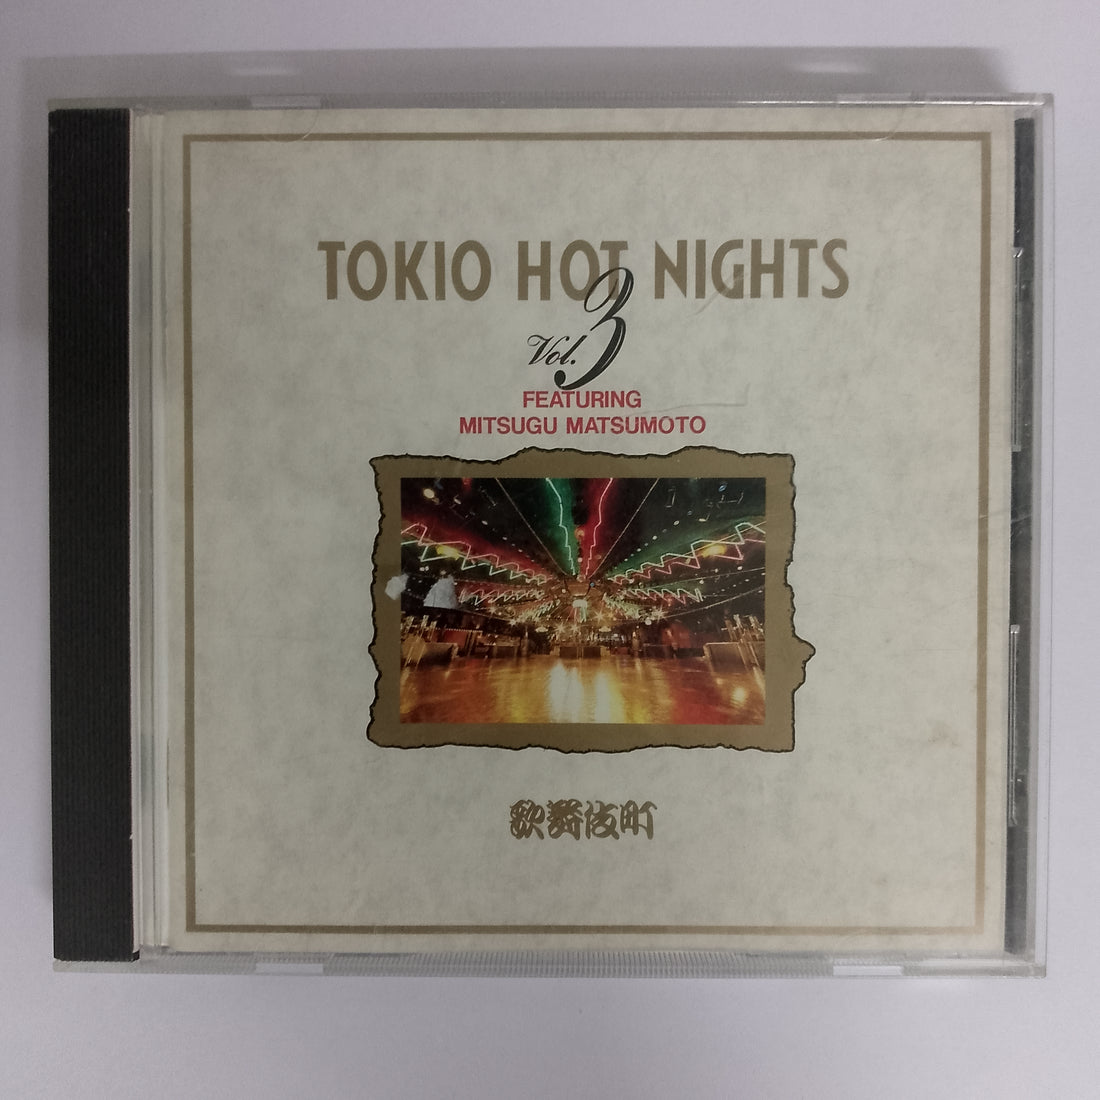 TOKIO HOT NIGHTS
Vol.3
FEATURING
MITSUGU MATSUMOTO
歌舞伎町